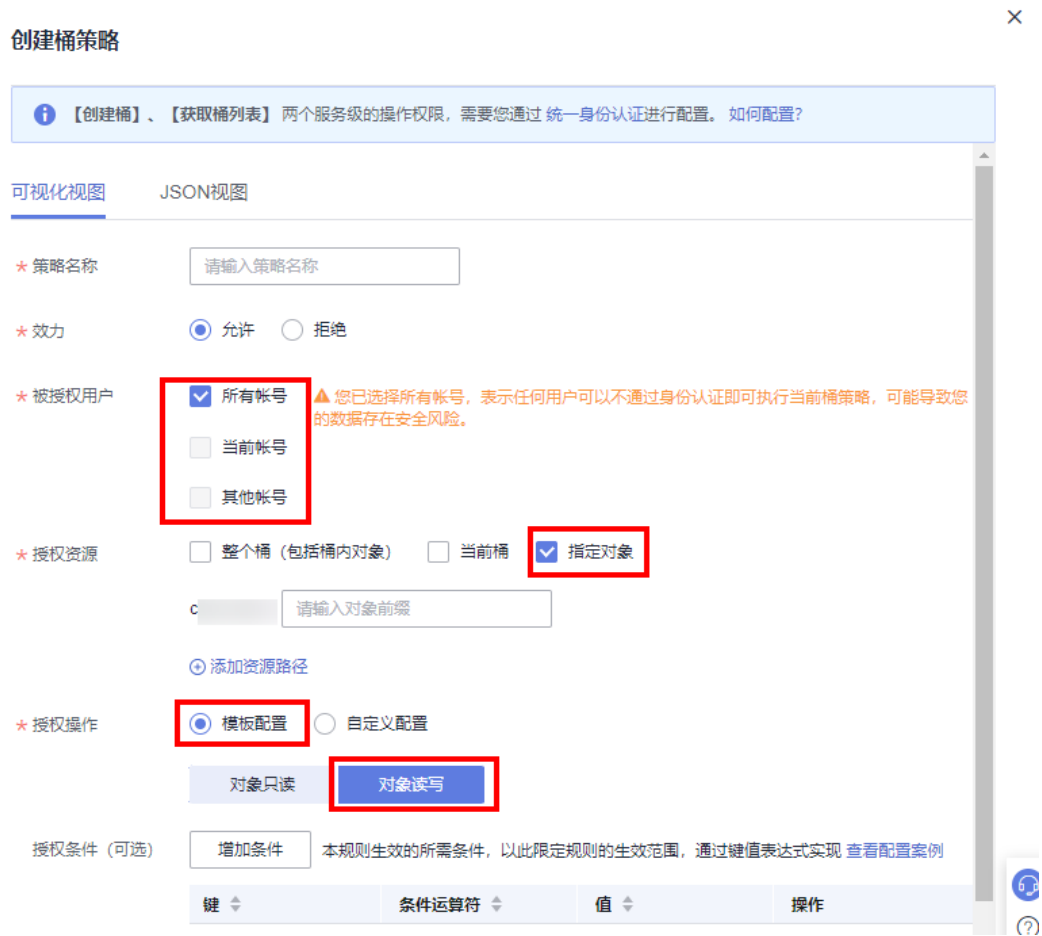 创建桶策略
【创建桶】、【获取桶列表】两个服务级的操作权限，需要您通过 统一身份认证进行配置。 如何配置？
可视化视图 JSON视图
* 策略名称 请输入策略名称
* 效力 允许 拒绝
* 被授权用户 所有帐号 您已选择所有帐号，表示任何用户可以不通过身份认证即可执行当前桶策略，可能导致您
的数据存在安全风险。
当前帐号
其他帐号
* 授权资源 整个桶（包括桶内对象） 当前桶 指定对象
c 请输入对象前缀
添加资源路径
* 授权操作 模板配置 自定义配置
对象只读 对象读写
授权条件（可选） 增加条件 本规则生效的所需条件，以此限定规则的生效范围，通过键值表达式实现 查看配置案例
键 条件运算符 值 操作